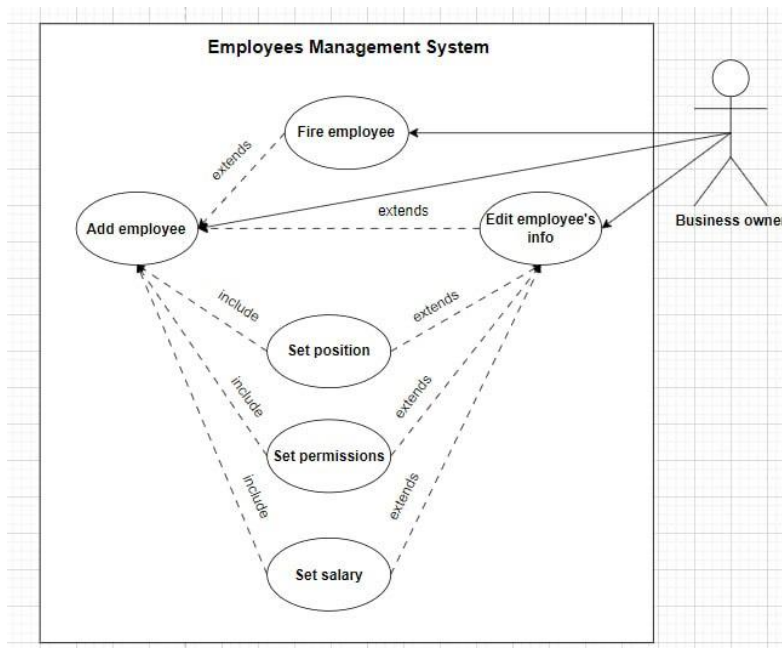 Employees Management System
Fire employee
extends
Add employee
extends
Edit employee's
info
Business owner
include
extends
Set position
include
extends
Set permissions
include
extends
Set salary